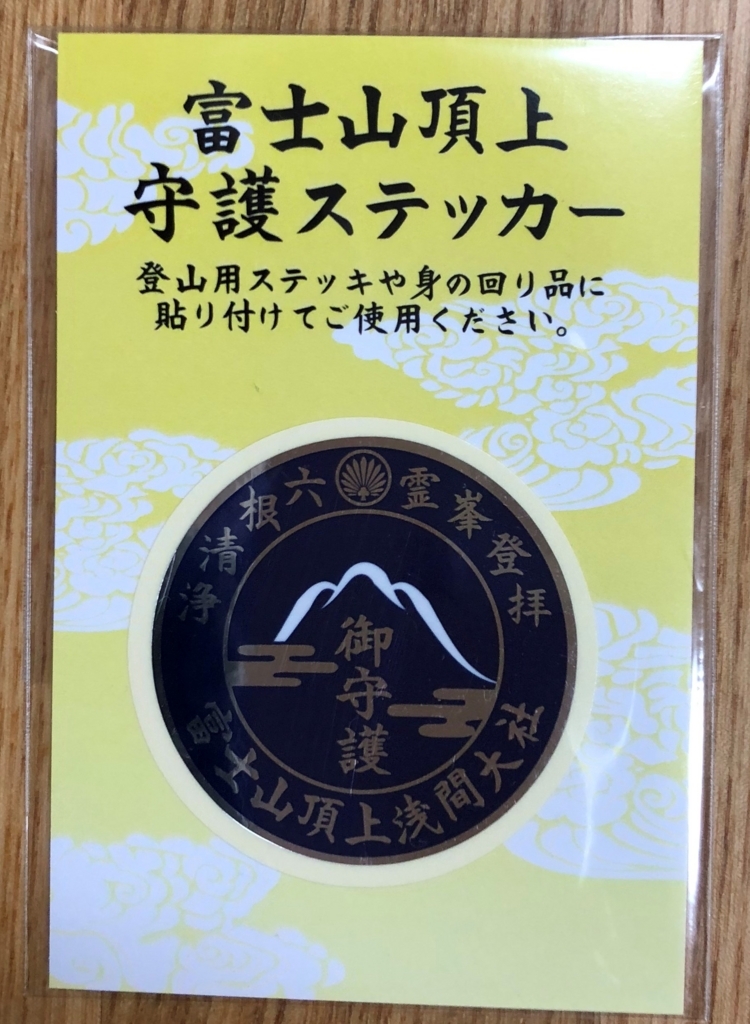 富士山頂上
守護ステッカー
登山用ステッキや身の回り品に
貼り付けてご使用ください。
清浄 根六 霊峯登拝
御守護
富士山頂上浅間大社